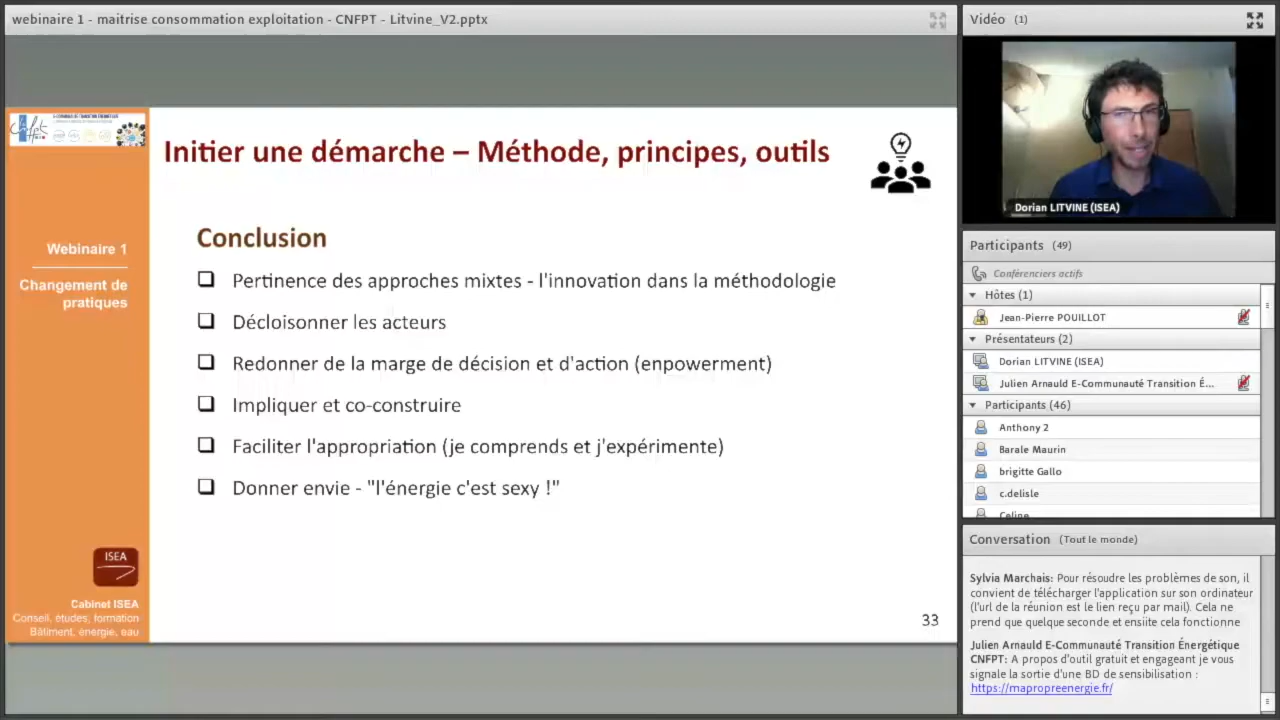 webinaire 1 - maitrise consommation exploitation - CNFPT - Litvine_V2.pptx
Initier une démarche – Méthode, principes, outils
Webinaire 1
Changement de
pratiques
Conclusion
Pertinence des approches mixtes - l'innovation dans la méthodologie
Décloisonner les acteurs
Redonner de la marge de décision et d'action (enpowerment)
Impliquer et co-construire
Faciliter l'appropriation (je comprends et j'expérimente)
Donner envie - "l'énergie c'est sexy !"
ISEA
Cabinet ISEA
Conseil, études, formation
Bâtiment, énergie, eau
33
Vidéo (1)
Dorian LITVINE (ISEA)
Participants (49)
Conférenciers actifs
Hôtes (1)
Jean-Pierre POUILLOT
Présentateurs (2)
Dorian LITVINE (ISEA)
Julien Arnauld E-Communauté Transition É...
Participants (46)
Anthony 2
Barale Maurin
brigitte Gallo
c.delisle
Celine
Conversation (Tout le monde)
Sylvia Marchais: Pour résoudre les problèmes de son, il
convient de télécharger l'application sur son ordinateur
(l'url de la réunion est le lien reçu par mail). Cela ne
prend que quelque seconde et ensiite cela fonctionne
Julien Arnauld E-Communauté Transition Énergétique
CNFPT: A propos d'outil gratuit et engageant je vous
signale la sortie d'une BD de sensibilisation :
https://mapropreenergie.fr/